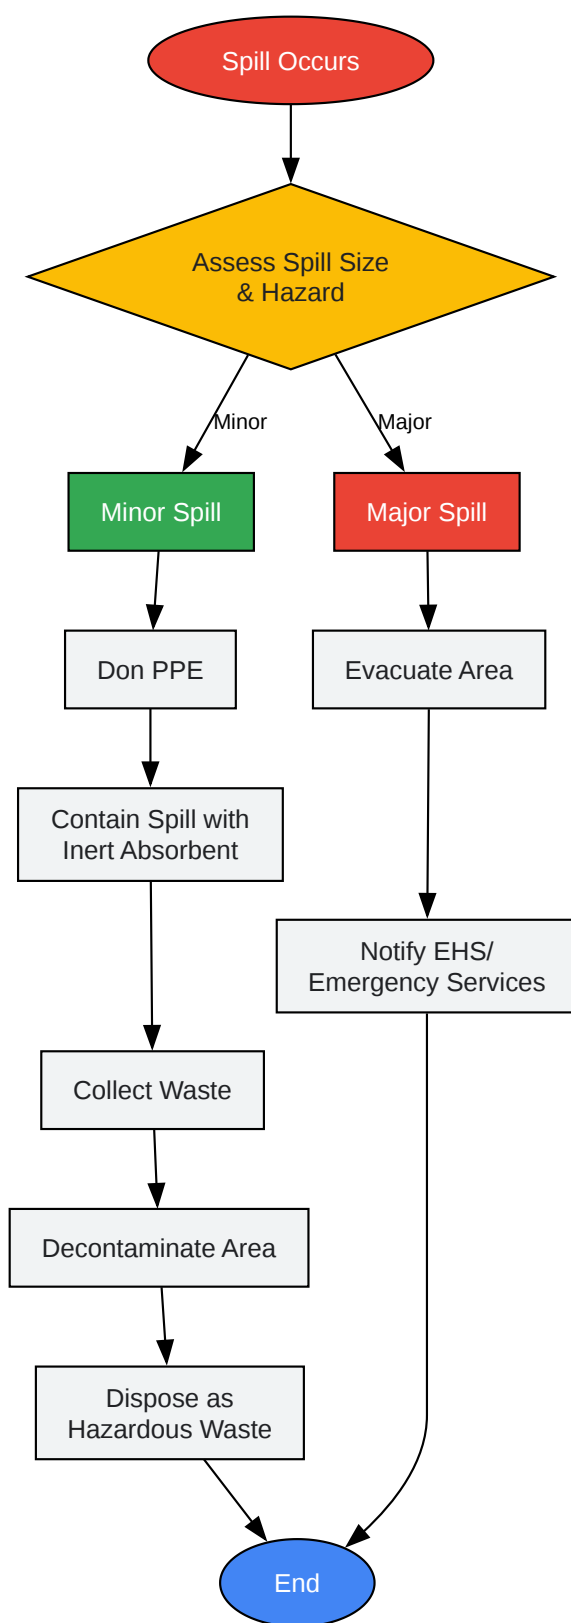 Spill Occurs
Assess Spill Size
& Hazard
Minor
Major
Minor Spill
Major Spill
Don PPE
Evacuate Area
Contain Spill with
Inert Absorbent
Notify EHS/
Emergency Services
Collect Waste
Decontaminate Area
Dispose as
Hazardous Waste
End